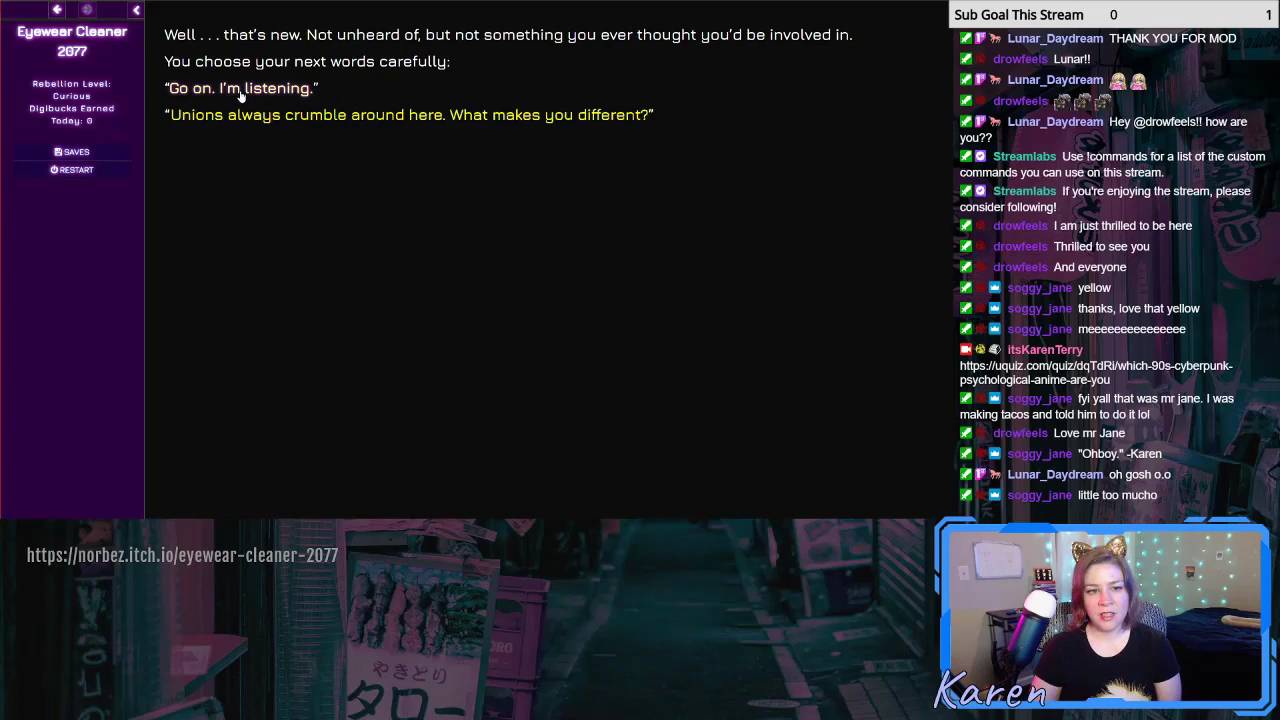 Eyewear Cleaner
2077
Rebellion Level:
Curious
Digibucks Earned
Today: 0
SAVES
RESTART
Well . . . that's new. Not unheard of, but not something you ever thought you'd be involved in.
You choose your next words carefully:
“Go on. I'm listening.”
“Unions always crumble around here. What makes you different?”
Sub Goal This Stream 0 1
Lunar_Daydream THANK YOU FOR MOD
drowfeels Lunar!!
Lunar_Daydream
drowfeels
Lunar_Daydream Hey @drowfeels!! how are
you??
Streamlabs Use !commands for a list of the custom
commands you can use on this stream.
Streamlabs If you're enjoying the stream, please
consider following!
drowfeels I am just thrilled to be here
drowfeels Thrilled to see you
drowfeels And everyone
soggy_jane yellow
soggy_jane thanks, love that yellow
soggy_jane meeeeeeeeeeeeeee
itsKarenTerry
https://uquiz.com/quiz/dqTdRi/which-90s-cyberpunk-
psychological-anime-are-you
soggy_jane fyi yall that was mr jane. I was
making tacos and told him to do it lol
drowfeels Love mr Jane
soggy_jane "Ohboy." -Karen
Lunar_Daydream oh gosh o.o
soggy_jane little too mucho
https://norbez.itch.io/eyewear-cleaner-2077
やきとり
タロー
Karen